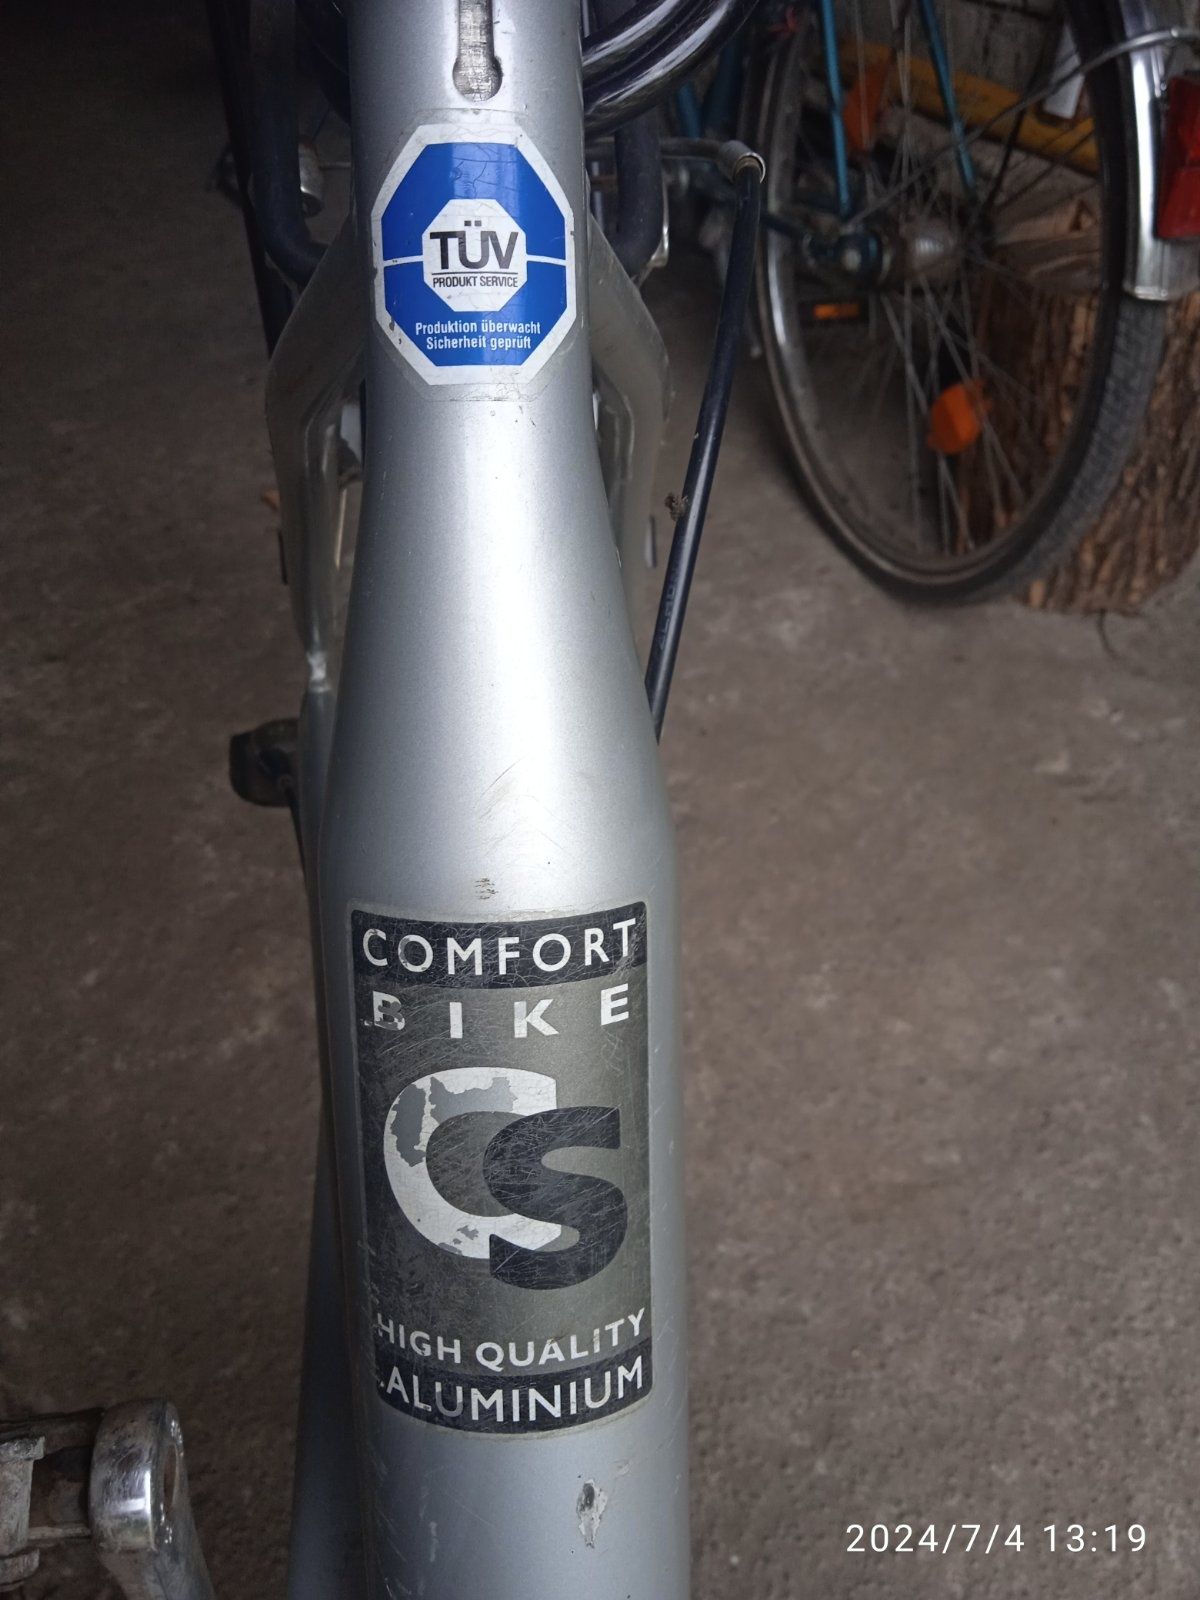 TÜV
PRODUKT SERVICE
Produktion überwacht
Sicherheit geprüft
COMFORT
BIKE
CS
HIGH QUALITY
ALUMINIUM
2024/7/4 13:19